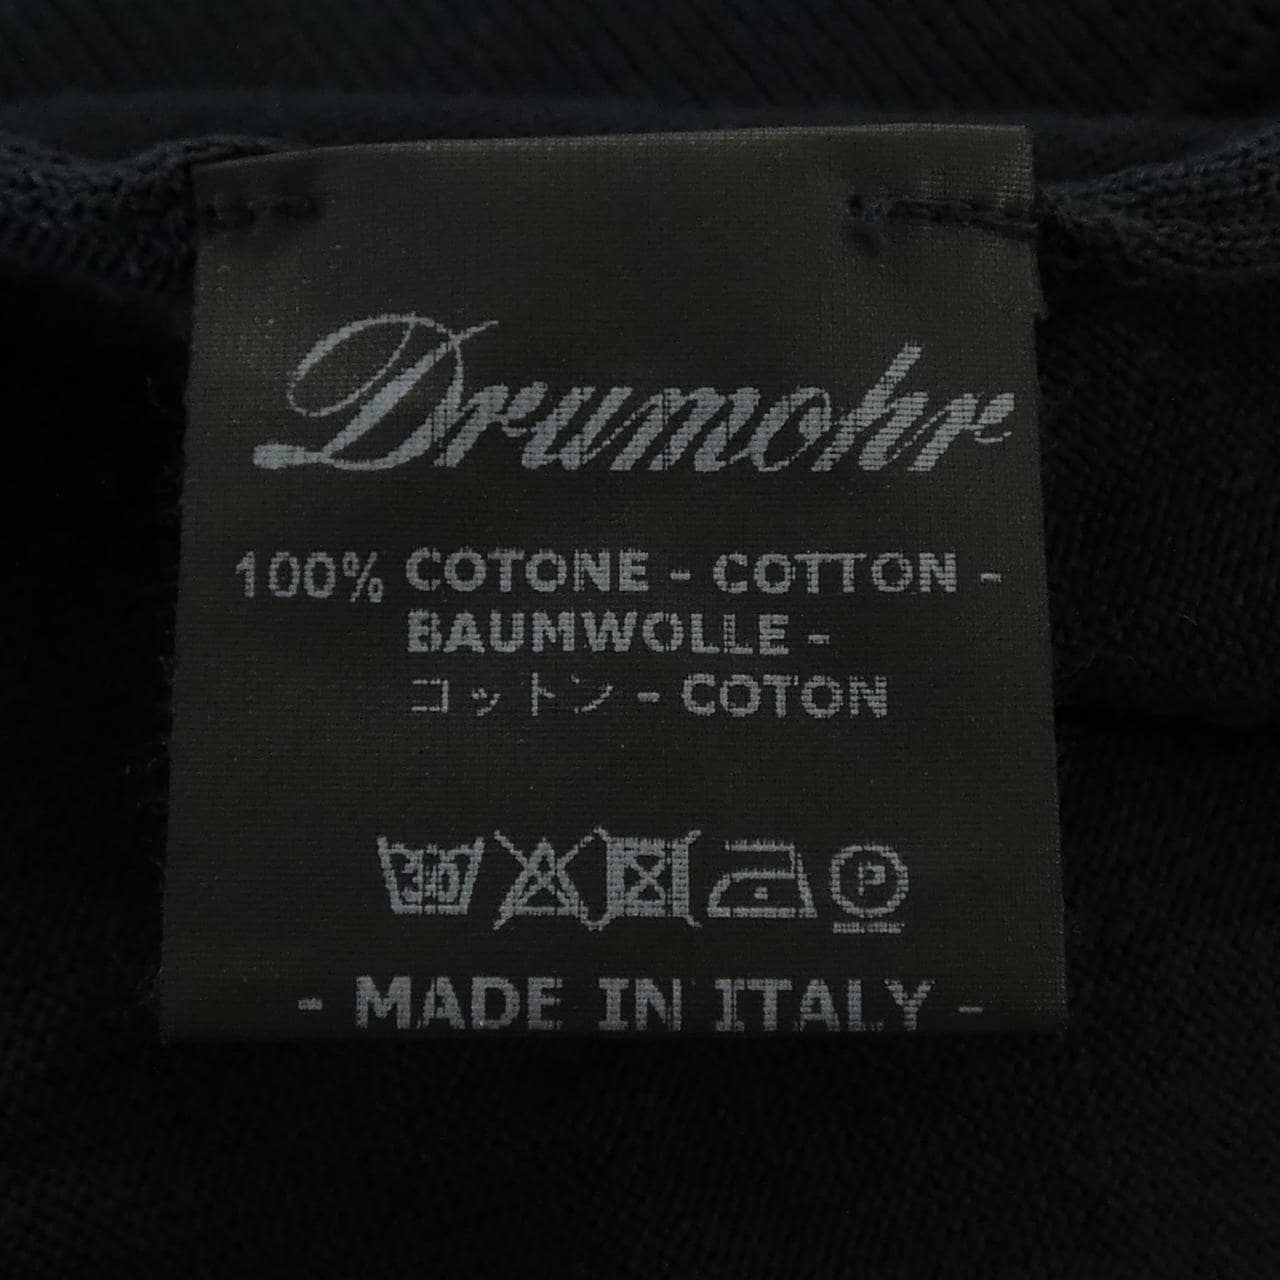 Drumohr
100% COTONE - COTTON -
BAUMWOLLE -
コットン - COTON
30 P
- MADE IN ITALY -